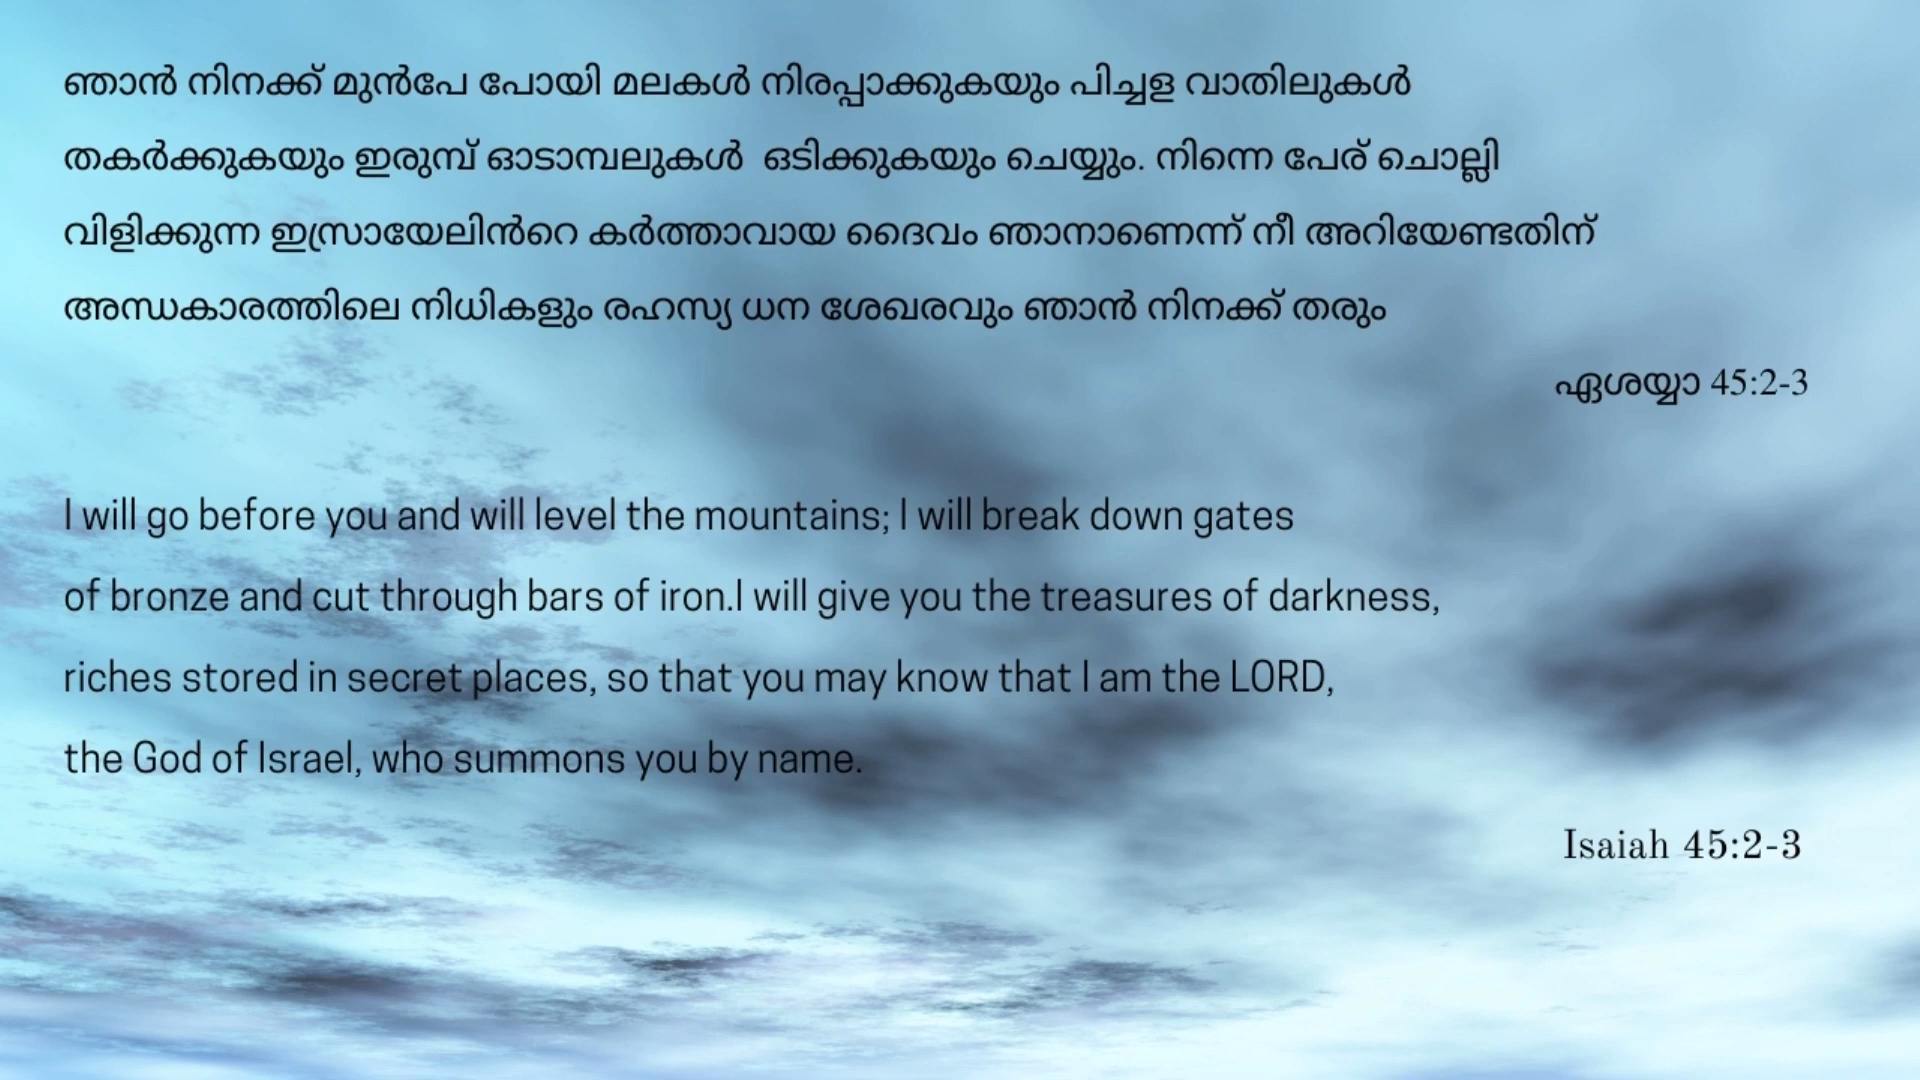 ഞാൻ നിനക്ക് മുൻപേ പോയി മലകൾ നിരപ്പാക്കുകയും പിച്ചള വാതിലുകൾ
തകർക്കുകയും ഇരുമ്പ് ഓടാമ്പലുകൾ  ഒടിക്കുകയും ചെയ്യും. നിന്നെ പേര് ചൊല്ലി
വിളിക്കുന്ന ഇസ്രായേലിൻറെ കർത്താവായ ദൈവം ഞാനാണെന്ന് നീ അറിയേണ്ടതിന്
അന്ധകാരത്തിലെ നിധികളും രഹസ്യ ധന ശേഖരവും ഞാൻ നിനക്ക് തരും
ഏശയ്യാ 45:2-3
I will go before you and will level the mountains; I will break down gates
of bronze and cut through bars of iron.I will give you the treasures of darkness,
riches stored in secret places, so that you may know that I am the LORD,
the God of Israel, who summons you by name.
Isaiah 45:2-3